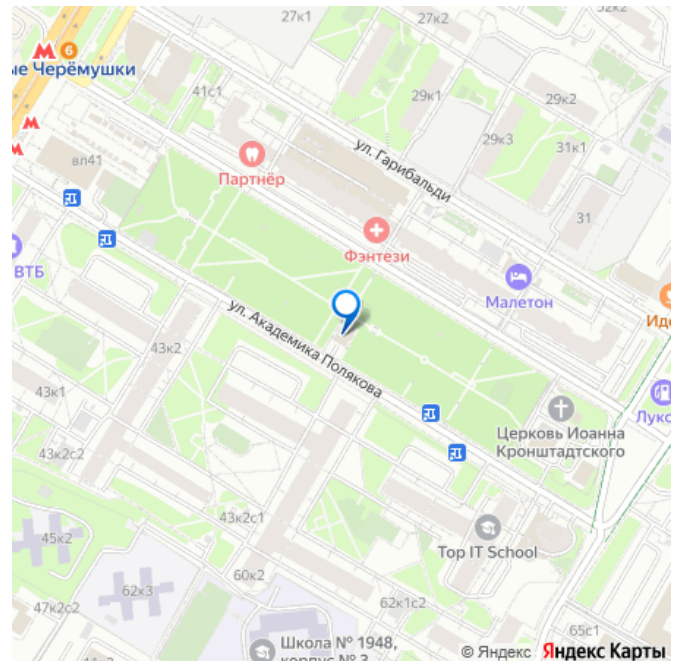 27к1
27к2
М 6
ые Черёмушки
41с1
29к1
29к2
М
29к3
31к1
М
вл41
ул. Гарибальди
Партнёр
31
Фэнтези
ВТБ
Малетон
Иде
ул. Академика Полякова
43к2
43к1
Луко
Церковь Иоанна
Кронштадтского
43к2с2
43к2с1
Top IT School
45к2
60к2
62к3
62к1с2
47к2с2
65с1
Школа № 1948,
корпус № 3
© Яндекс Яндекс Карты